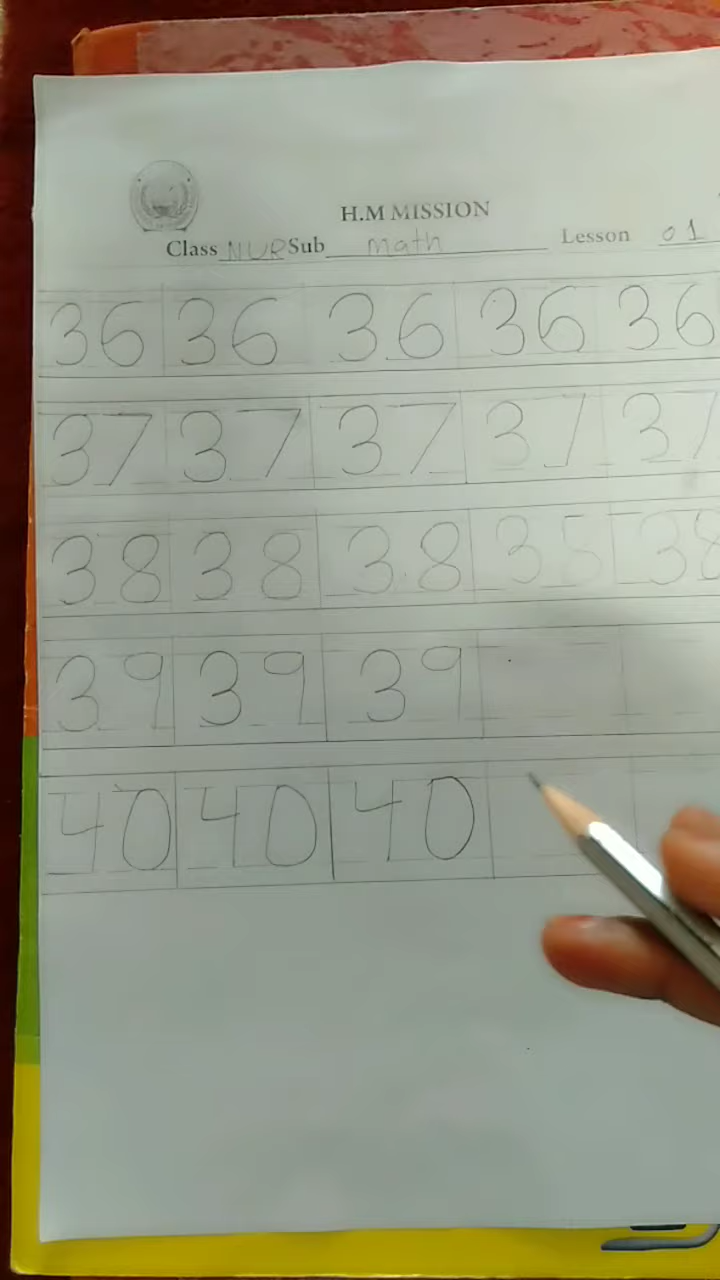 H.M MISSION
Class NUR Sub math Lesson 01
36 36 36 36 36
37 37 37 37 37
38 38 38 38 38
39 39 39
40 40 40